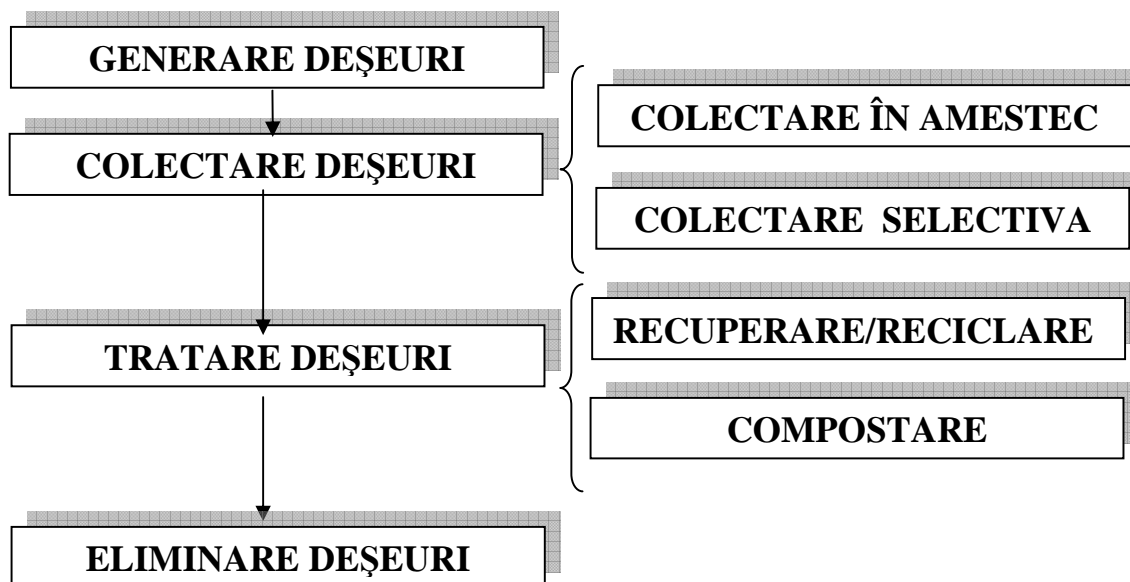 GENERARE DEŞEURI
COLECTARE DEŞEURI
COLECTARE ÎN AMESTEC
COLECTARE SELECTIVA
TRATARE DEŞEURI
RECUPERARE/RECICLARE
COMPOSTARE
ELIMINARE DEŞEURI